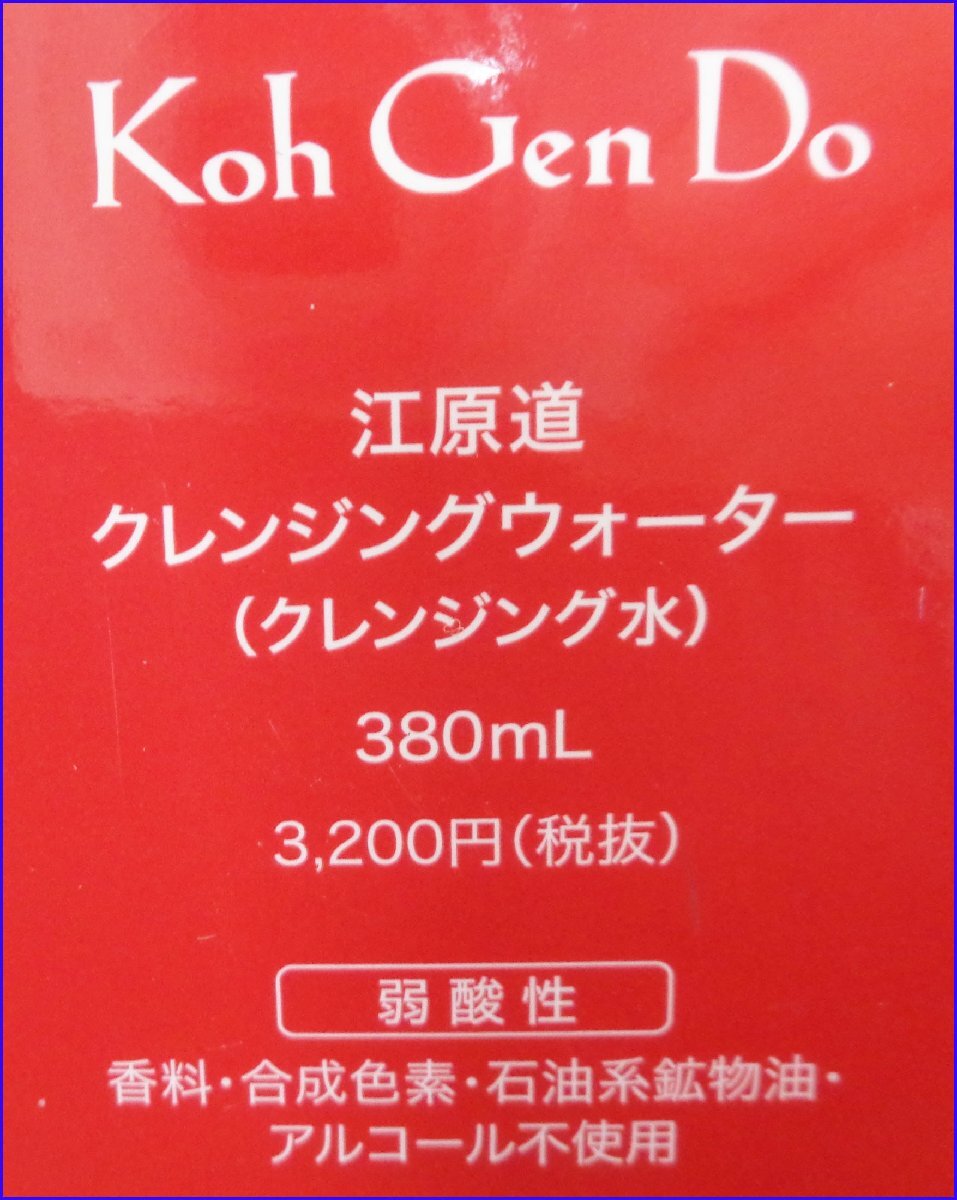 Koh Gen Do
江原道
クレンジングウォーター
(クレンジング水)
380mL
3,200円(税抜)
弱酸性
香料・合成色素・石油系鉱物油・
アルコール不使用